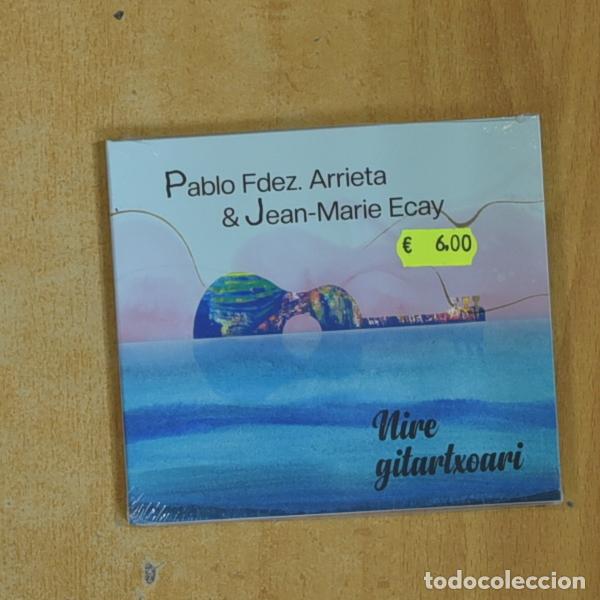 Pablo Fdez. Arrieta
& Jean-Marie Ecay
€ 6.00
Nire
gitartxoari
todocoleccion